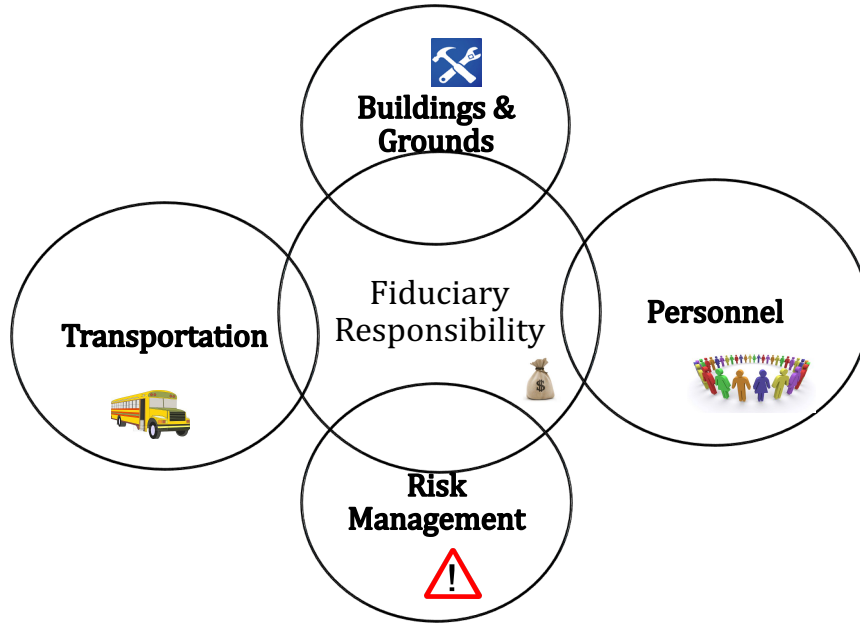 Buildings &
Grounds
Fiduciary
Responsibility
Transportation
Personnel
$
Risk
Management
!